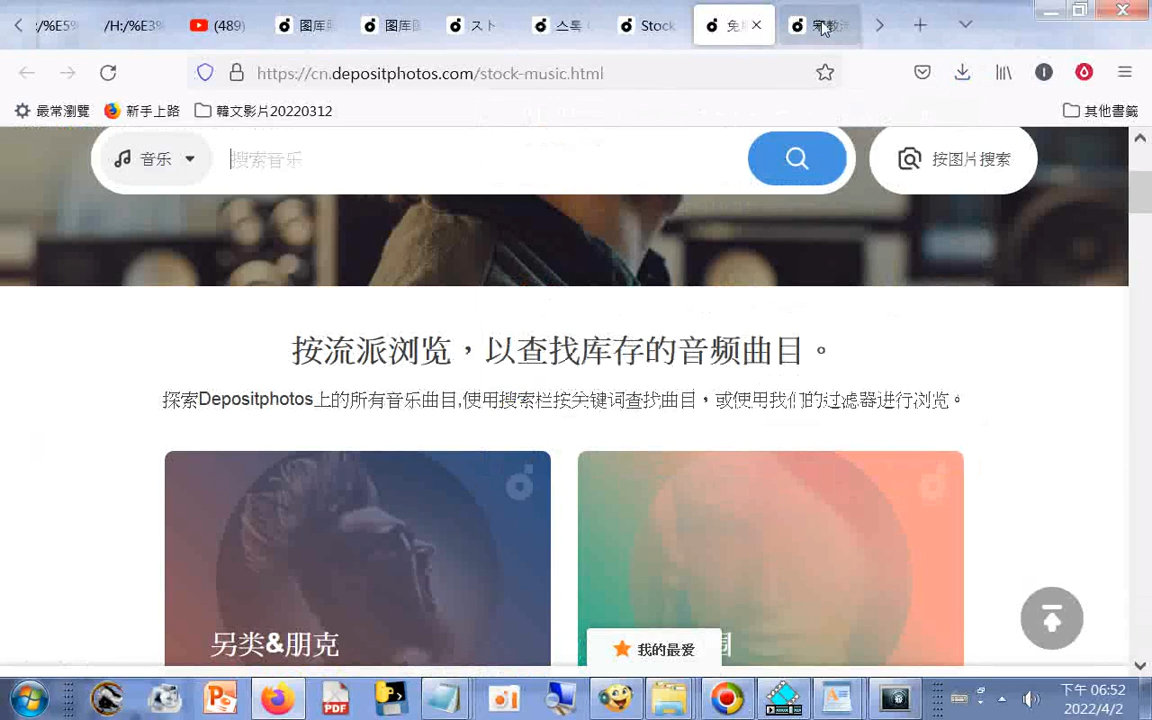 /%E5%
/H:/%E3%
(489)
图库
图库
スト
스톡
Stock
免
宗教
https://cn.depositphotos.com/stock-music.html
最常瀏覽
新手上路
韓文影片20220312
其他書籤
音乐
搜索音乐
按图片搜索
按流派浏览，以查找库存的音频曲目。
探索Depositphotos上的所有音乐曲目,使用搜索栏按关键词查找曲目，或使用我们的过滤器进行浏览。
另类&朋克
我的最爱
下午 06:52
2022/4/2